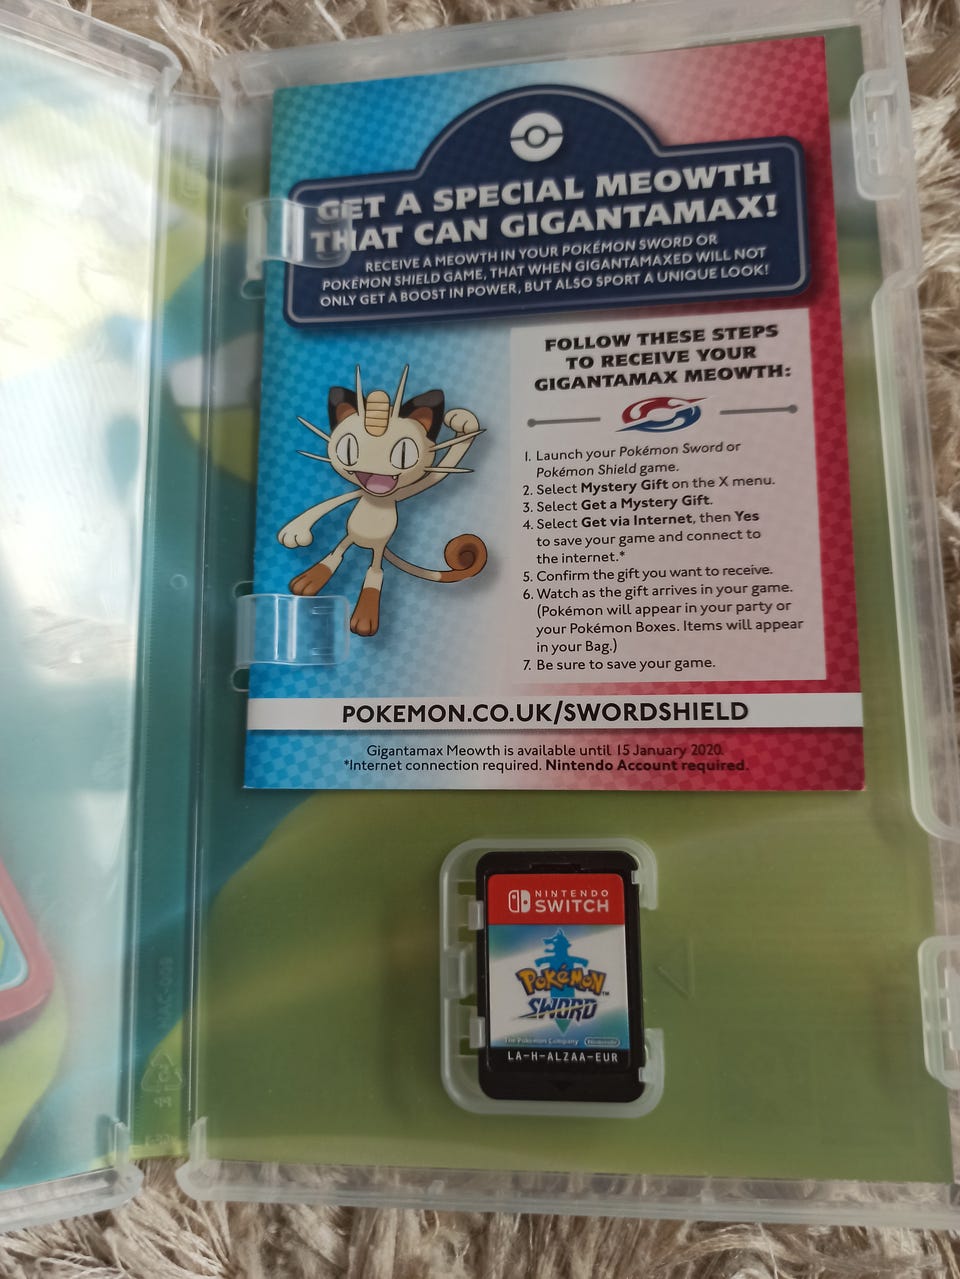 GET A SPECIAL MEOWTH
THAT CAN GIGANTAMAX!
RECEIVE A MEOWTH IN YOUR POKÉMON SWORD OR
POKÉMON SHIELD GAME, THAT WHEN GIGANTAMAXED WILL NOT
ONLY GET A BOOST IN POWER, BUT ALSO SPORT A UNIQUE LOOK!
FOLLOW THESE STEPS
TO RECEIVE YOUR
GIGANTAMAX MEOWTH:
1. Launch your Pokémon Sword or
Pokémon Shield game.
2. Select Mystery Gift on the X menu.
3. Select Get a Mystery Gift.
4. Select Get via Internet, then Yes
to save your game and connect to
the internet.*
5. Confirm the gift you want to receive.
6. Watch as the gift arrives in your game.
(Pokémon will appear in your party or
your Pokémon Boxes. Items will appear
in your Bag.)
7. Be sure to save your game.
POKEMON.CO.UK/SWORDSHIELD
Gigantamax Meowth is available until 15 January 2020.
*Internet connection required. Nintendo Account required.
NINTENDO
SWITCH
POKéMON™
SWORD
The Pokémon Company Nintendo
LA-H-ALZAA-EUR